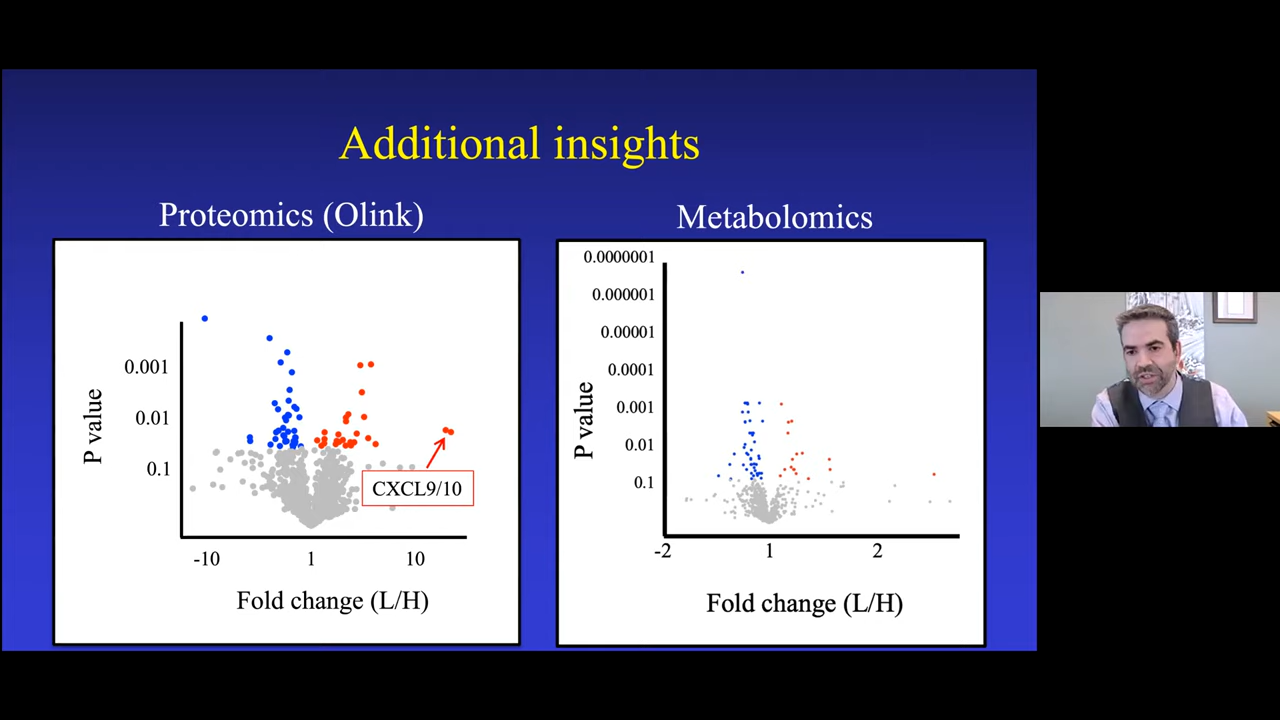 Additional insights
Proteomics (Olink)
P value
0.001
0.01
0.1
CXCL9/10
-10
1
10
Fold change (L/H)
Metabolomics
P value
0.0000001
0.000001
0.00001
0.0001
0.001
0.01
0.1
-2
1
2
Fold change (L/H)